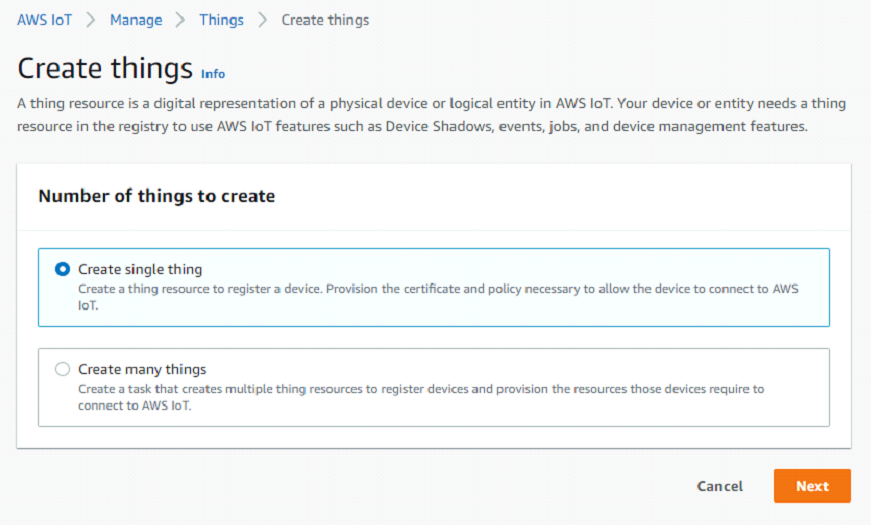 AWS IoT > Manage > Things > Create things
Create things Info
A thing resource is a digital representation of a physical device or logical entity in AWS IoT. Your device or entity needs a thing
resource in the registry to use AWS IoT features such as Device Shadows, events, jobs, and device management features.
Number of things to create
Create single thing
Create a thing resource to register a device. Provision the certificate and policy necessary to allow the device to connect to AWS
IoT.
Create many things
Create a task that creates multiple thing resources to register devices and provision the resources those devices require to
connect to AWS IoT.
Cancel Next